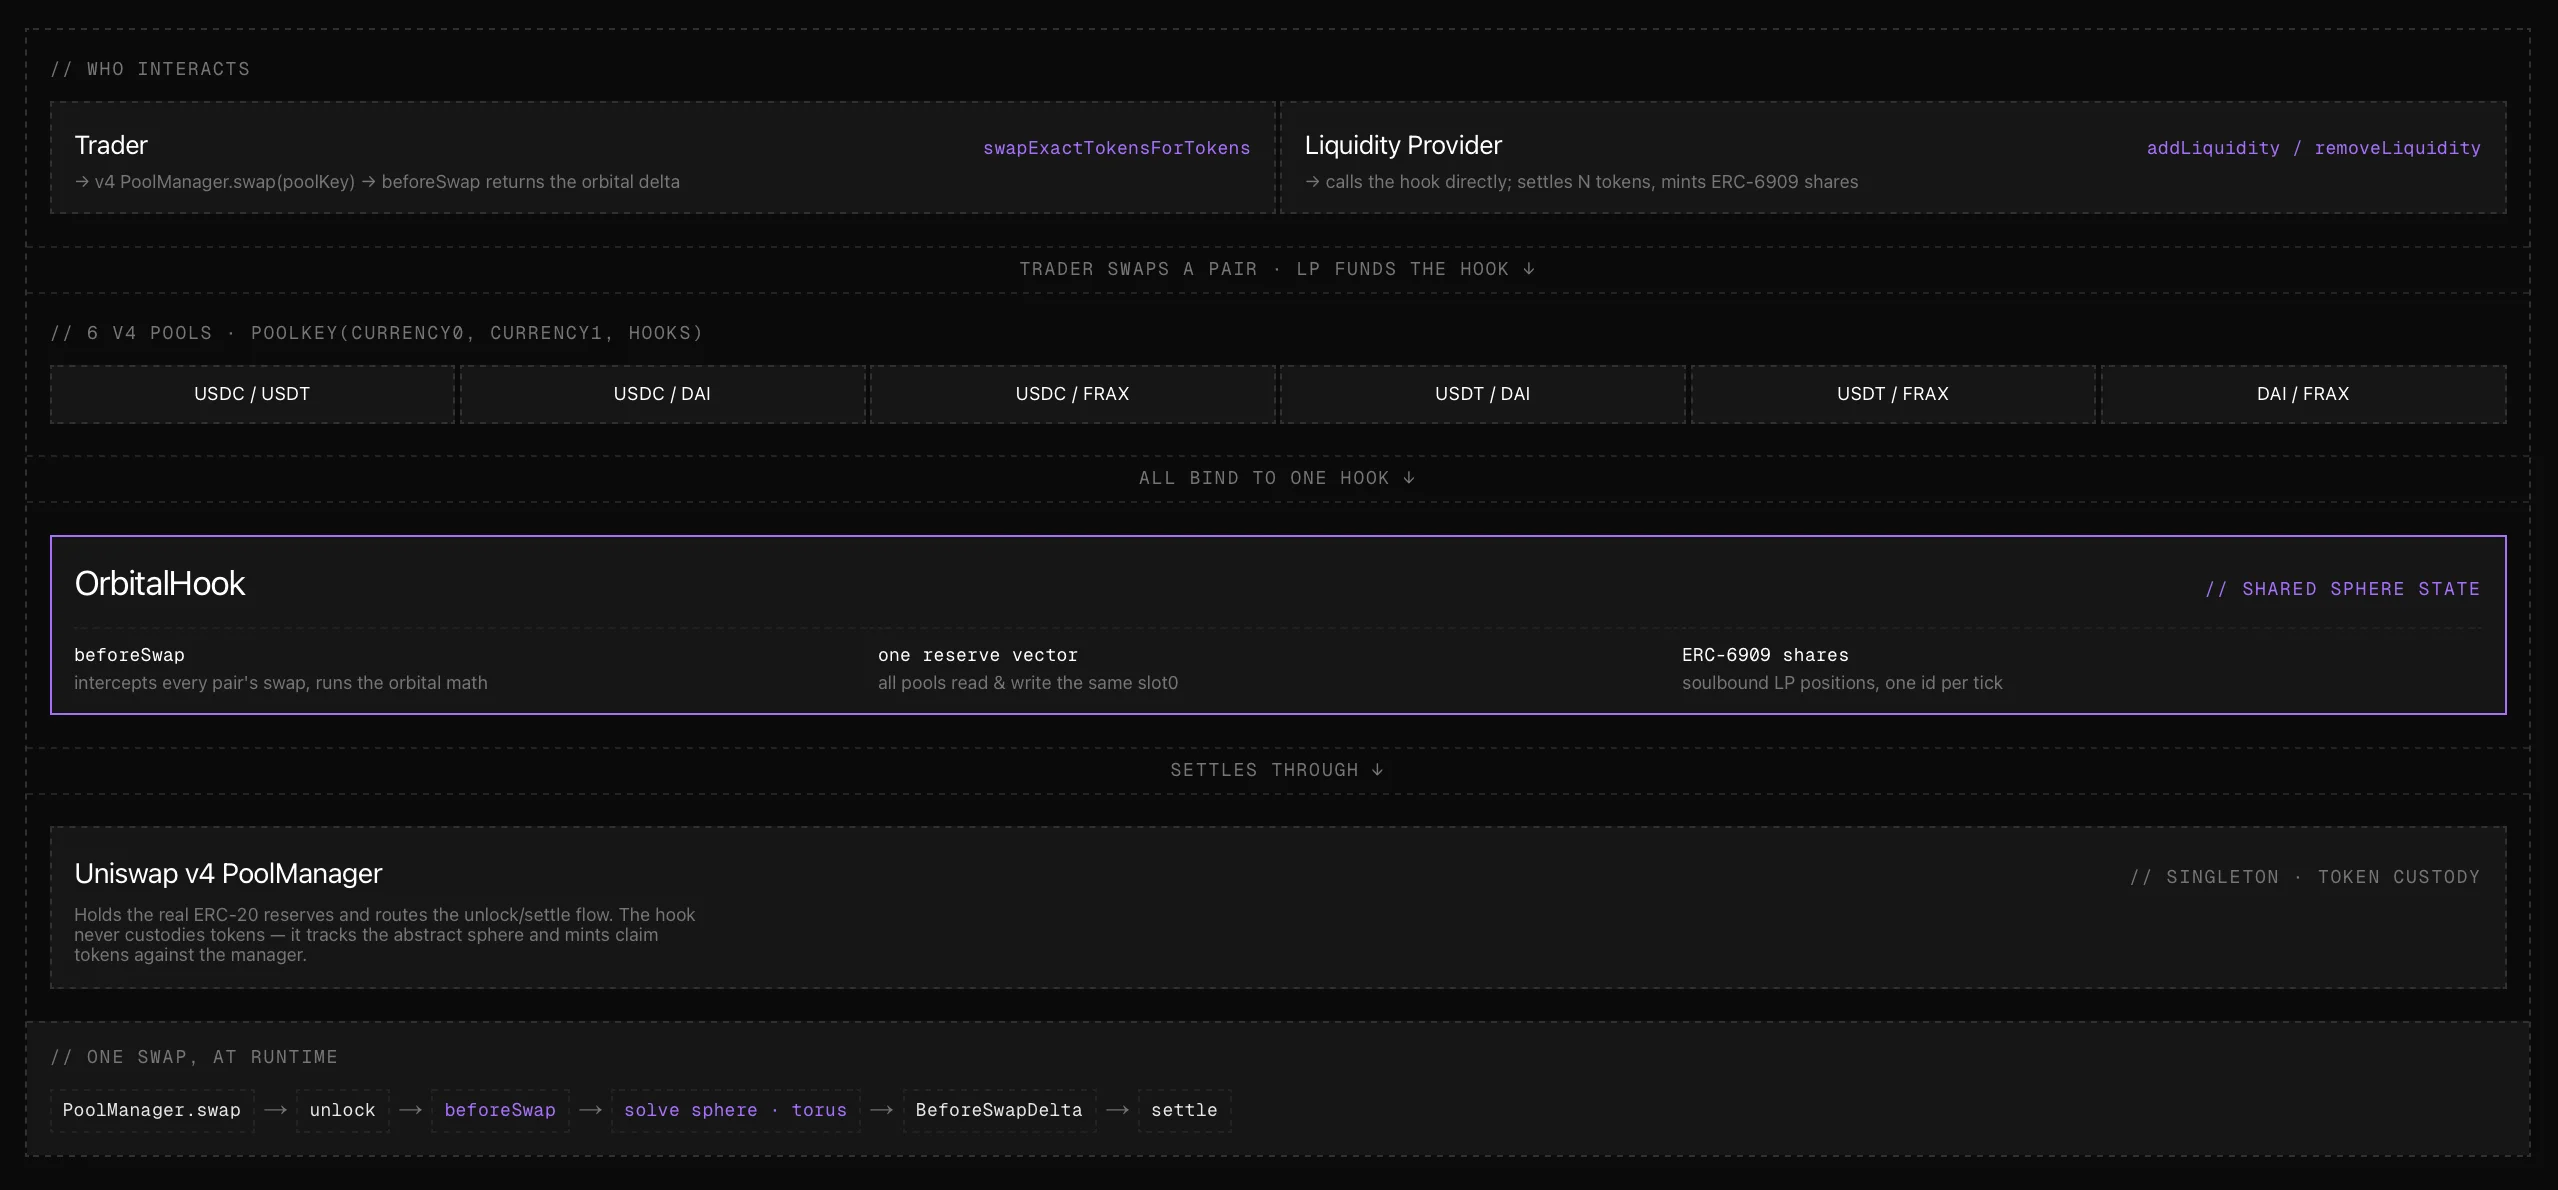 // WHO INTERACTS
Trader
swapExactTokensForTokens
→ v4 PoolManager.swap(poolKey) → beforeSwap returns the orbital delta
Liquidity Provider
addLiquidity / removeLiquidity
→ calls the hook directly; settles N tokens, mints ERC-6909 shares
TRADER SWAPS A PAIR · LP FUNDS THE HOOK ↓
// 6 V4 POOLS · POOLKEY(CURRENCY0, CURRENCY1, HOOKS)
USDC / USDT
USDC / DAI
USDC / FRAX
USDT / DAI
USDT / FRAX
DAI / FRAX
ALL BIND TO ONE HOOK ↓
OrbitalHook
// SHARED SPHERE STATE
beforeSwap
intercepts every pair's swap, runs the orbital math
one reserve vector
all pools read & write the same slot0
ERC-6909 shares
soulbound LP positions, one id per tick
SETTLES THROUGH ↓
Uniswap v4 PoolManager
// SINGLETON · TOKEN CUSTODY
Holds the real ERC-20 reserves and routes the unlock/settle flow. The hook
never custodies tokens — it tracks the abstract sphere and mints claim
tokens against the manager.
// ONE SWAP, AT RUNTIME
PoolManager.swap → unlock → beforeSwap → solve sphere · torus → BeforeSwapDelta → settle